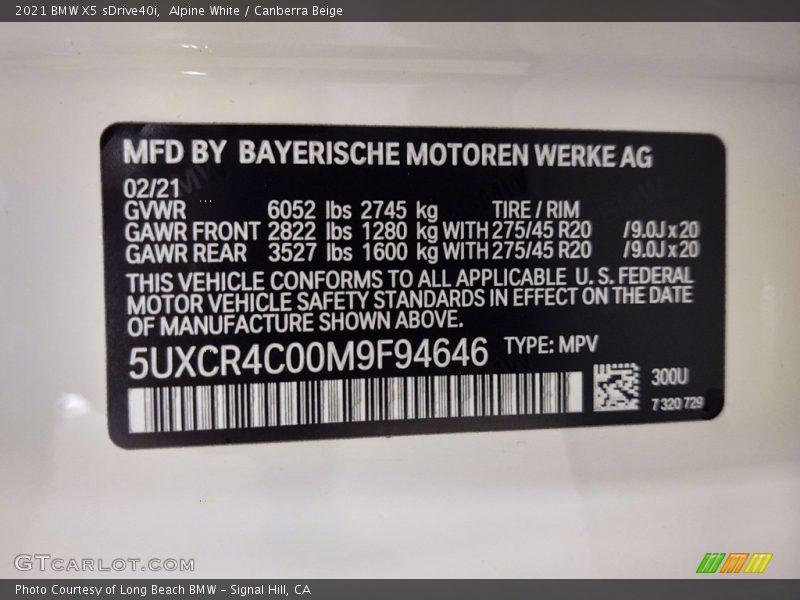 2021 BMW X5 sDrive40i,  Alpine White / Canberra Beige
MFD BY BAYERISCHE MOTOREN WERKE AG
02/21
GVWR 6052 lbs 2745 kg TIRE / RIM
GAWR FRONT 2822 lbs 1280 kg WITH 275/45 R20 /9.0J x 20
GAWR REAR 3527 lbs 1600 kg WITH 275/45 R20 /9.0J x 20
THIS VEHICLE CONFORMS TO ALL APPLICABLE U. S. FEDERAL
MOTOR VEHICLE SAFETY STANDARDS IN EFFECT ON THE DATE
OF MANUFACTURE SHOWN ABOVE.
5UXCR4C00M9F94646 TYPE: MPV
300U
7 320 729
GTCARLOT.COM
Photo Courtesy of Long Beach BMW - Signal Hill, CA